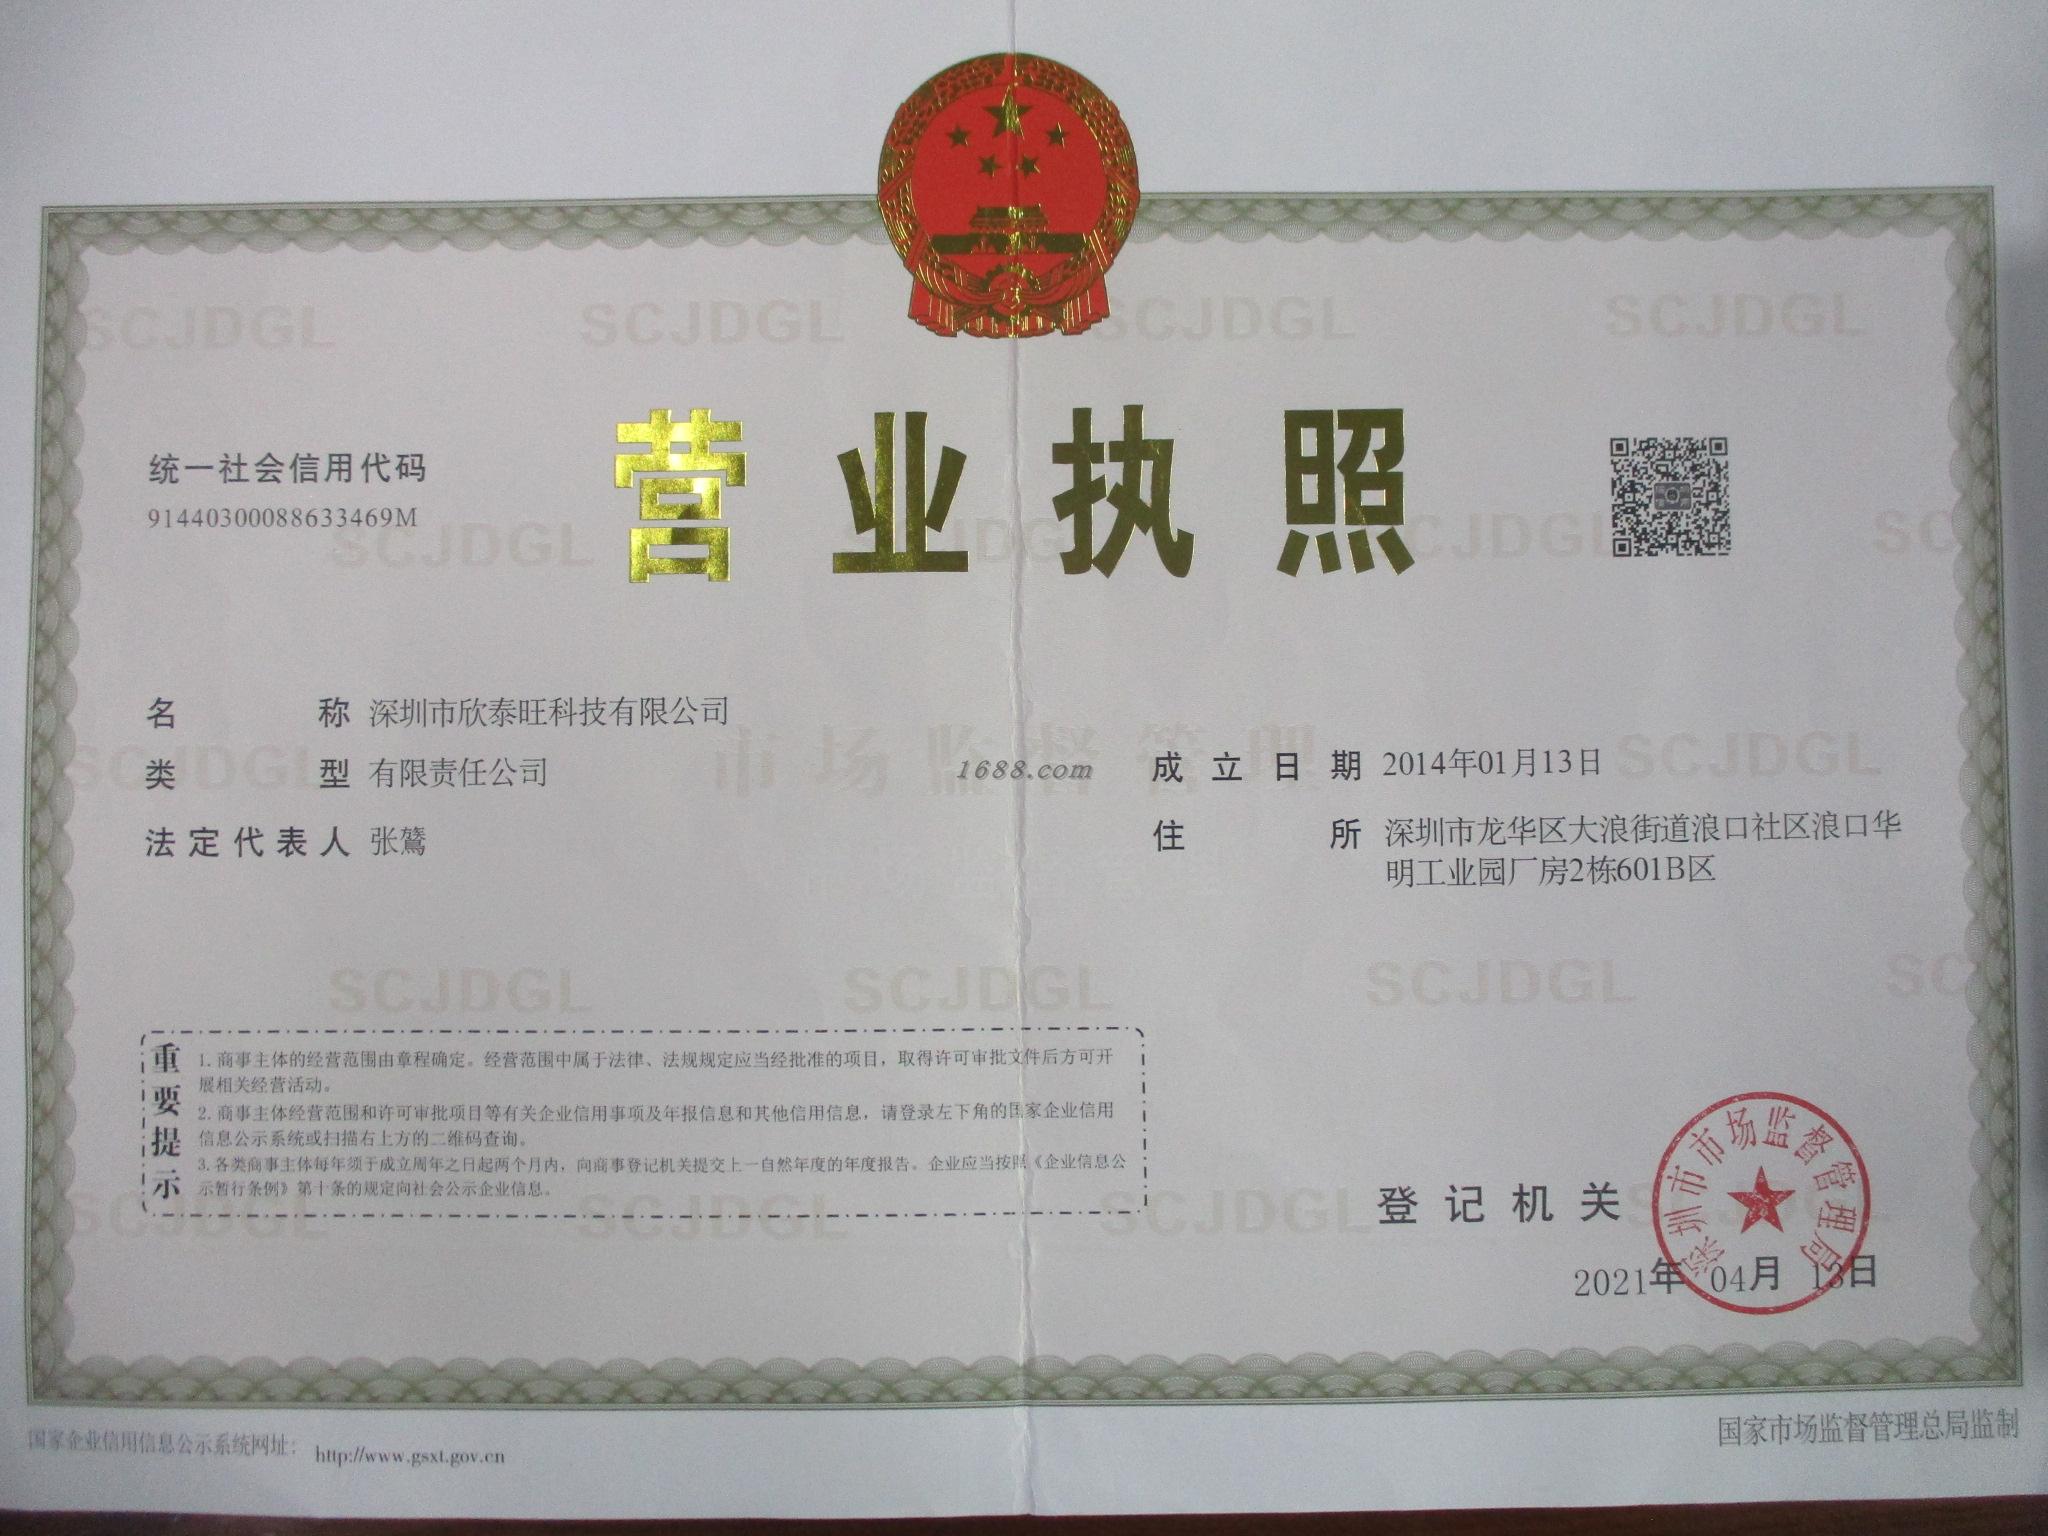 营业执照
统一社会信用代码
91440300088633469M
名称 深圳市欣泰旺科技有限公司
类型 有限责任公司
法定代表人 张鵟
成立日期 2014年01月13日
住所 深圳市龙华区大浪街道浪口社区浪口华
明工业园厂房2栋601B区
市场监督管理
1688.com
SCJDGL
重要提示
1. 商事主体的经营范围由章程确定。经营范围中属于法律、法规规定应当经批准的项目，取得许可审批文件后方可开
展相关经营活动。
2. 商事主体经营范围和许可审批项目等有关企业信用事项及年报信息和其他信用信息，请登录左下角的国家企业信用
信息公示系统或扫描右上方的二维码查询。
3. 各类商事主体每年须于成立周年之日起两个月内，向商事登记机关提交上一自然年度的年度报告。企业应当按照《企业信息公
示暂行条例》第十条的规定向社会公示企业信息。
登记机关
深圳市市场监督管理局
2021年 04月 13日
国家企业信用信息公示系统网址： http://www.gsxt.gov.cn
国家市场监督管理总局监制